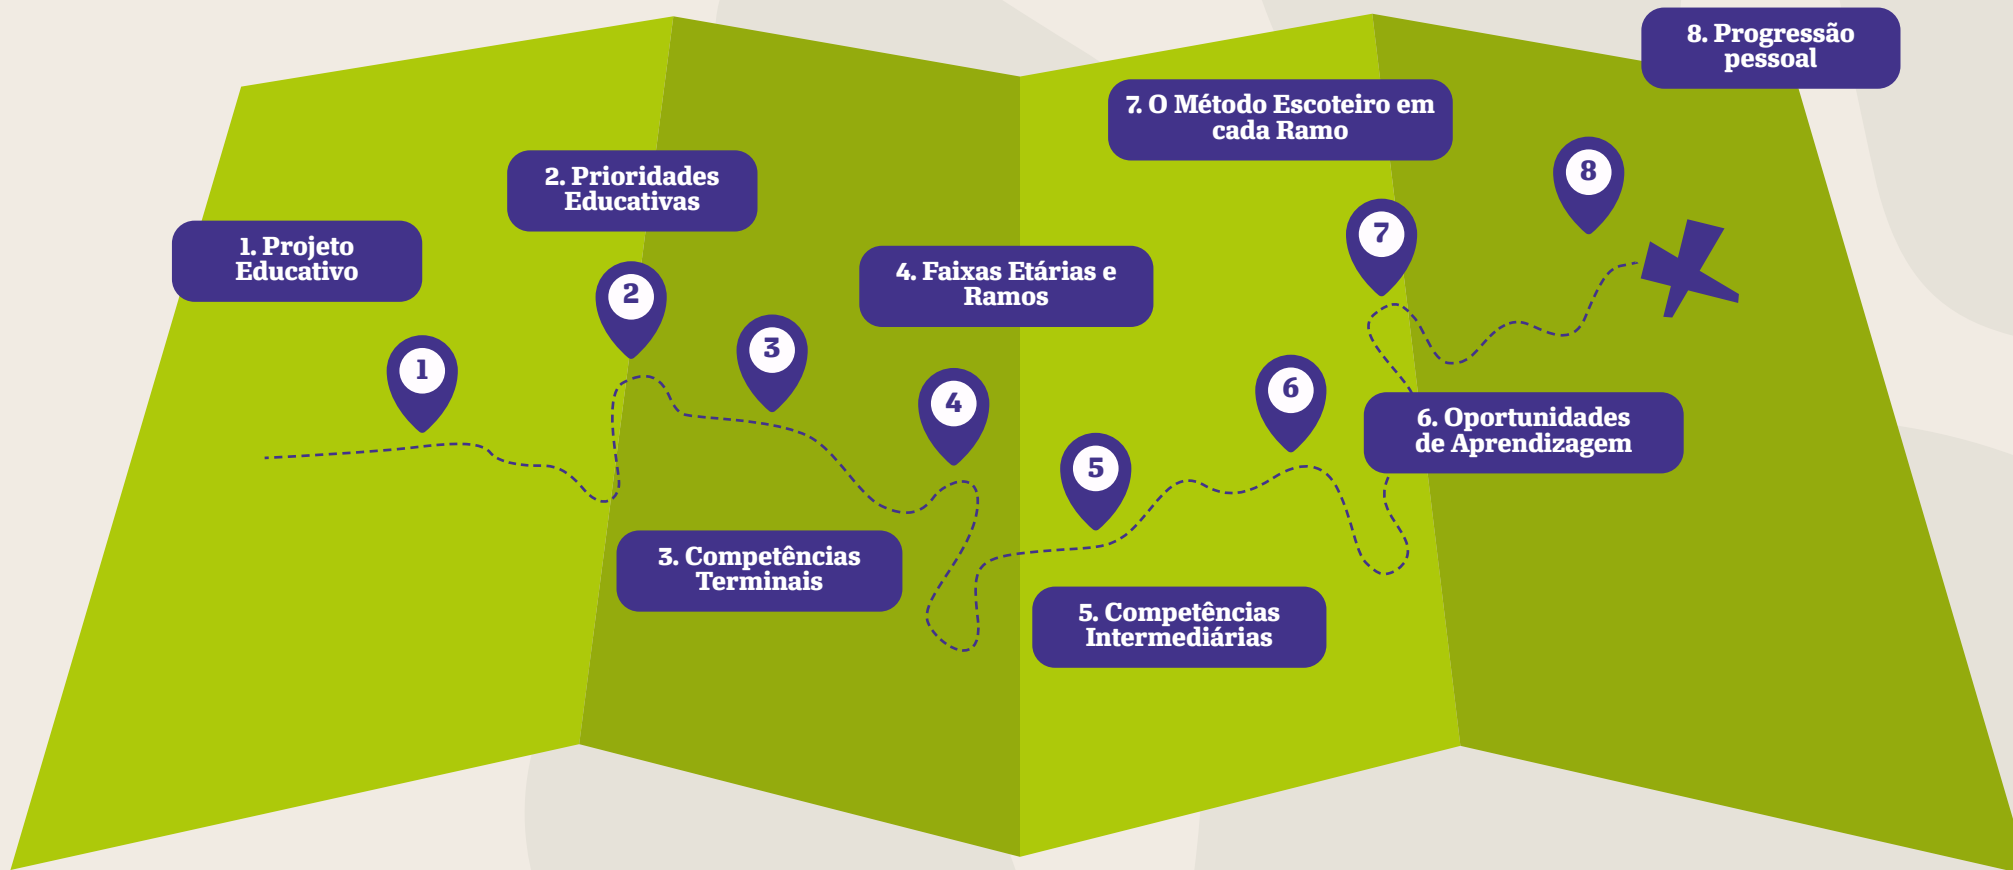 1. Projeto
Educativo
2. Prioridades
Educativas
3. Competências
Terminais
4. Faixas Etárias e
Ramos
5. Competências
Intermediárias
6. Oportunidades
de Aprendizagem
7. O Método Escoteiro em
cada Ramo
8. Progressão
pessoal
1
2
3
4
5
6
7
8